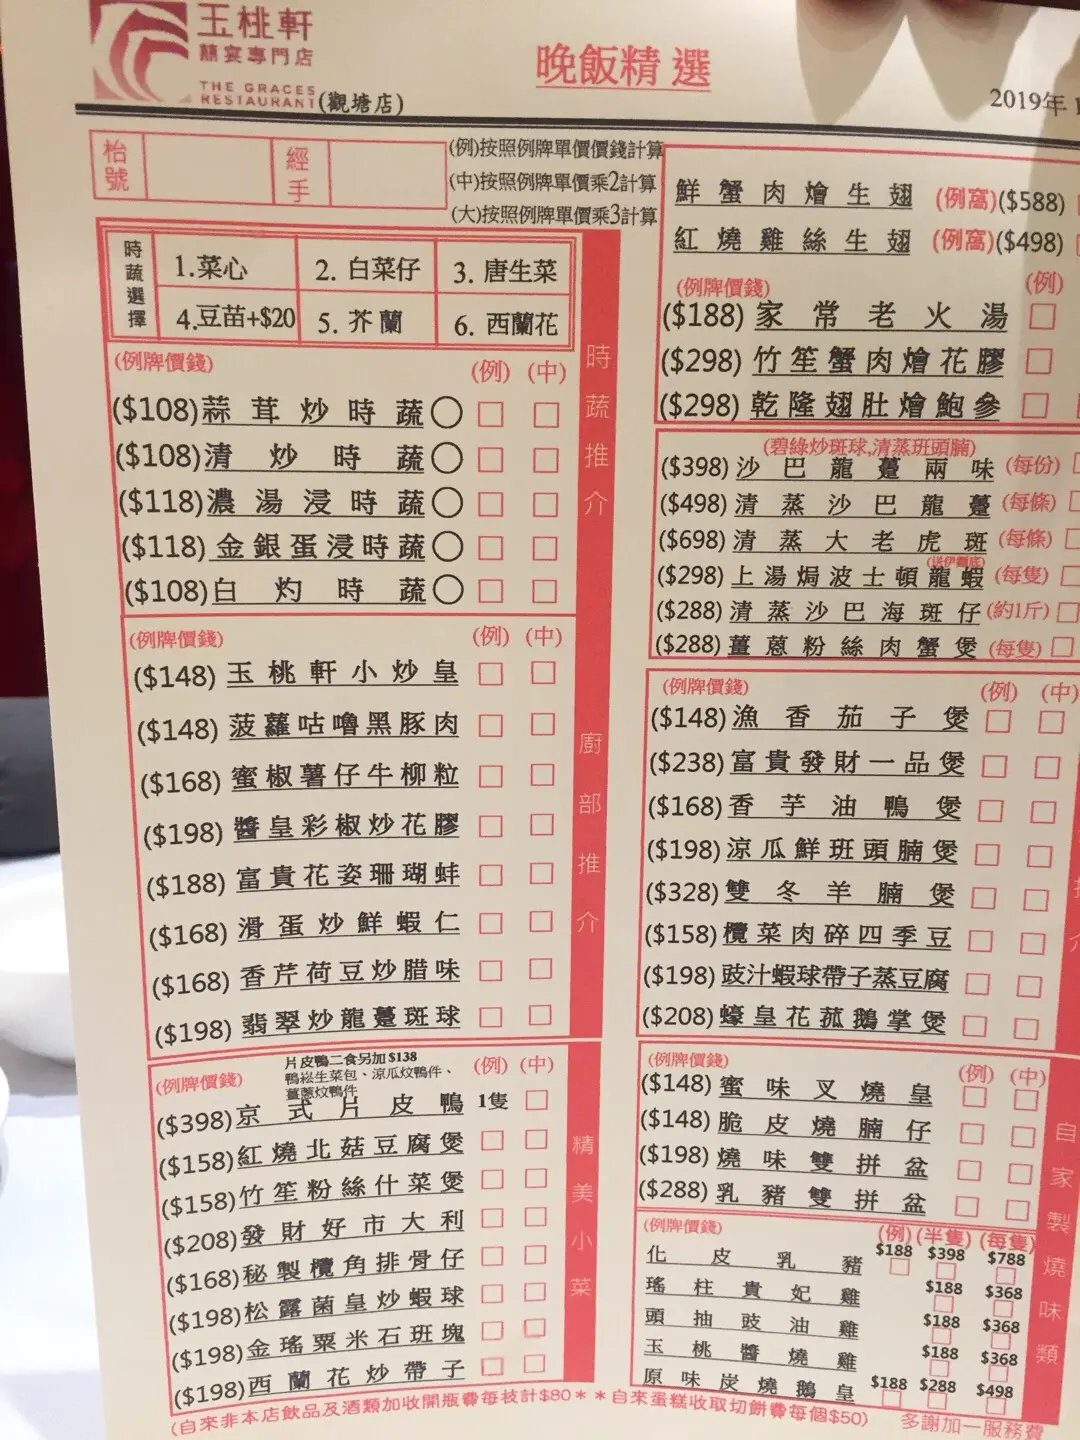 玉桃軒
囍宴專門店
THE GRACES
RESTAURANT(觀塘店)
晚飯精選
2019年
枱號
經手
(例)按照例牌單價價錢計算
(中)按照例牌單價乘2計算
(大)按照例牌單價乘3計算
時蔬選擇
1.菜心 2.白菜仔 3.唐生菜
4.豆苗+$20 5.芥蘭 6.西蘭花
時蔬推介
(例牌價錢) (例) (中)
($108)蒜茸炒時蔬
($108)清炒時蔬
($118)濃湯浸時蔬
($118)金銀蛋浸時蔬
($108)白灼時蔬
廚部推介
(例牌價錢) (例) (中)
($148)玉桃軒小炒皇
($148)菠蘿咕嚕黑豚肉
($168)蜜椒薯仔牛柳粒
($198)醬皇彩椒炒花膠
($188)富貴花姿珊瑚蚌
($168)滑蛋炒鮮蝦仁
($168)香芹荷豆炒腊味
($198)翡翠炒龍躉斑球
精美小菜
片皮鴨二食另加$138
鴨崧生菜包、涼瓜炆鴨件、
薑蔥炆鴨件
(例牌價錢) (例) (中)
($398)京式片皮鴨 1隻
($158)紅燒北菇豆腐煲
($158)竹笙粉絲什菜煲
($208)發財好市大利
($168)秘製欖角排骨仔
($198)松露菌皇炒蝦球
($198)金瑤粟米石班塊
($198)西蘭花炒帶子
鮮蟹肉燴生翅 (例窩)($588)
紅燒雞絲生翅 (例窩)($498)
(例牌價錢) (例)
($188)家常老火湯
($298)竹笙蟹肉燴花膠
($298)乾隆翅肚燴鮑參
(碧綠炒斑球,清蒸班頭腩)
($398)沙巴龍躉兩味 (每份)
($498)清蒸沙巴龍躉 (每條)
($698)清蒸大老虎斑 (每條)
(送伊麵底)
($298)上湯焗波士頓龍蝦 (每隻)
($288)清蒸沙巴海斑仔 (約1斤)
($288)薑蔥粉絲肉蟹煲 (每隻)
(例牌價錢) (例) (中)
($148)漁香茄子煲
($238)富貴發財一品煲
($168)香芋油鴨煲
($198)涼瓜鮮班頭腩煲
($328)雙冬羊腩煲
($158)欖菜肉碎四季豆
($198)豉汁蝦球帶子蒸豆腐
($208)蠔皇花菰鵝掌煲
自家製燒味類
(例牌價錢) (例) (中)
($148)蜜味叉燒皇
($148)脆皮燒腩仔
($198)燒味雙拼盆
($288)乳豬雙拼盆
(例牌價錢) (例) (半隻) (每隻)
化皮乳豬 $188 $398 $788
瑤柱貴妃雞 $188 $368
頭抽豉油雞 $188 $368
玉桃醬燒雞 $188 $368
原味炭燒鵝皇 $188 $288 $498
(自來非本店飲品及酒類加收開瓶費每枝計$80＊＊自來蛋糕收取切餅費每個$50)
多謝加一服務費